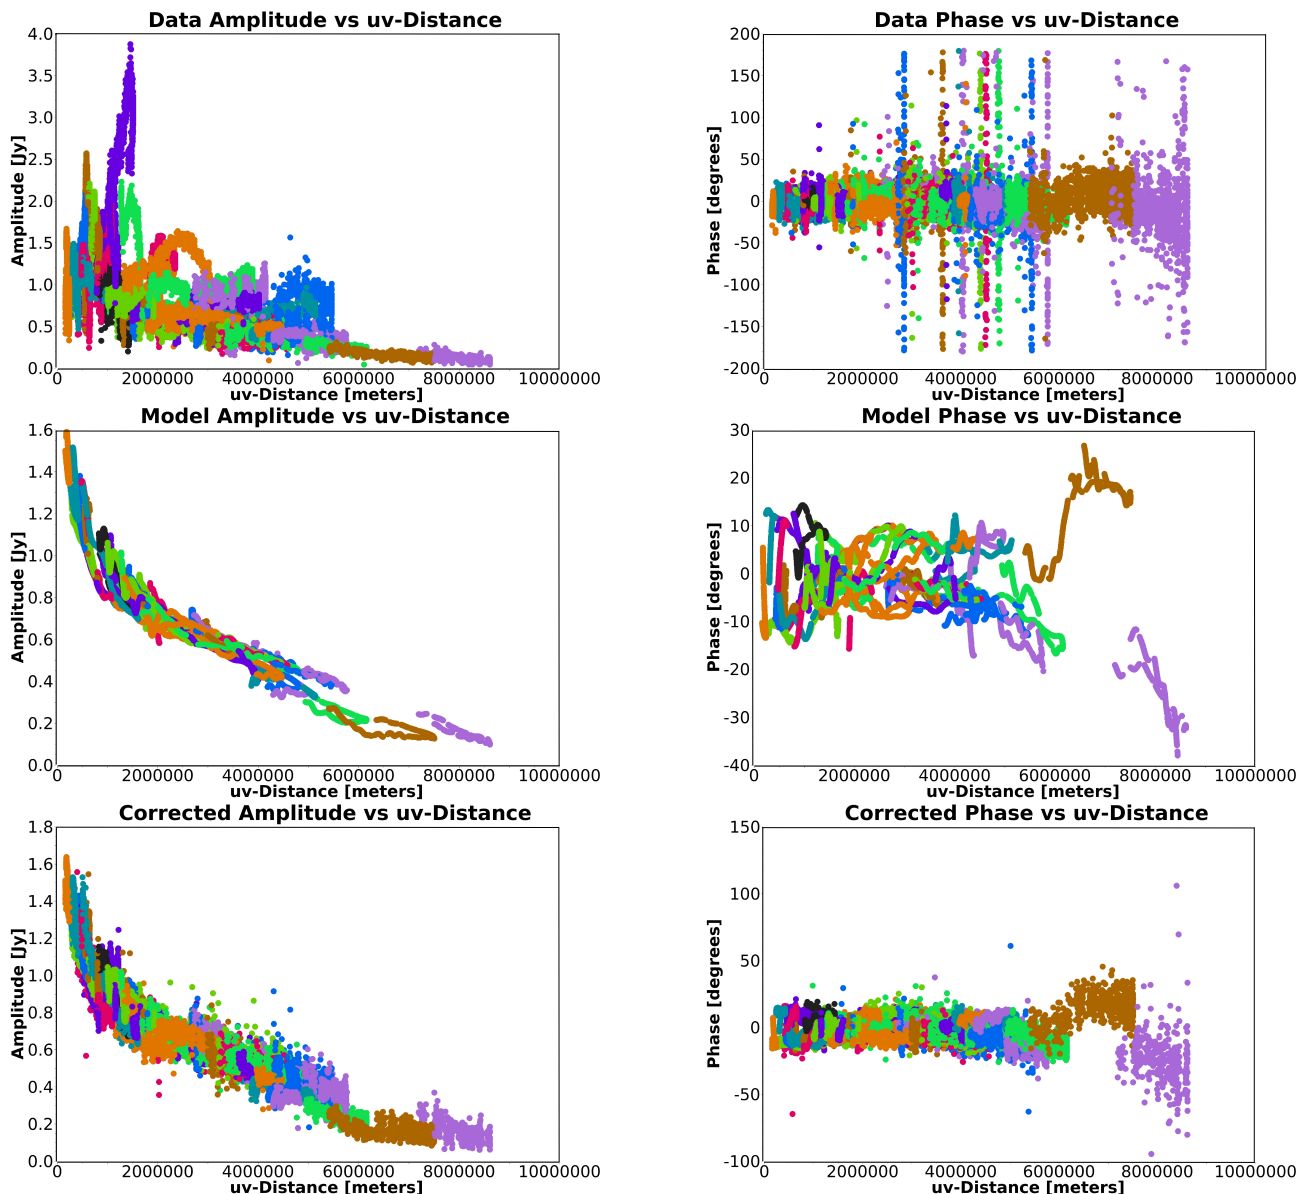 Data Amplitude vs uv-Distance
Amplitude [Jy]
4.0
3.5
3.0
2.5
2.0
1.5
1.0
0.5
0.0
0 2000000 4000000 6000000 8000000 10000000
uv-Distance [meters]
Data Phase vs uv-Distance
Phase [degrees]
200
150
100
50
0
-50
-100
-150
-200
0 2000000 4000000 6000000 8000000 10000000
uv-Distance [meters]
Model Amplitude vs uv-Distance
Amplitude [Jy]
1.6
1.4
1.2
1.0
0.8
0.6
0.4
0.2
0.0
0 2000000 4000000 6000000 8000000 10000000
uv-Distance [meters]
Model Phase vs uv-Distance
Phase [degrees]
30
20
10
0
-10
-20
-30
-40
0 2000000 4000000 6000000 8000000 10000000
uv-Distance [meters]
Corrected Amplitude vs uv-Distance
Amplitude [Jy]
1.8
1.6
1.4
1.2
1.0
0.8
0.6
0.4
0.2
0.0
0 2000000 4000000 6000000 8000000 10000000
uv-Distance [meters]
Corrected Phase vs uv-Distance
Phase [degrees]
150
100
50
0
-50
-100
0 2000000 4000000 6000000 8000000 10000000
uv-Distance [meters]